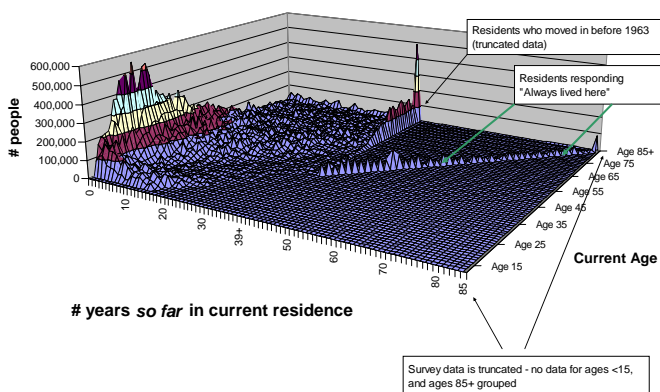 Residents who moved in before 1963
(truncated data)
Residents responding
"Always lived here"
600,000
500,000
400,000
300,000
200,000
100,000
0
# people
0
10
20
30
39+
50
60
70
80
85
Age 85+
Age 75
Age 65
Age 55
Age 45
Age 35
Age 25
Age 15
Current Age
# years so far in current residence
Survey data is truncated - no data for ages <15,
and ages 85+ grouped